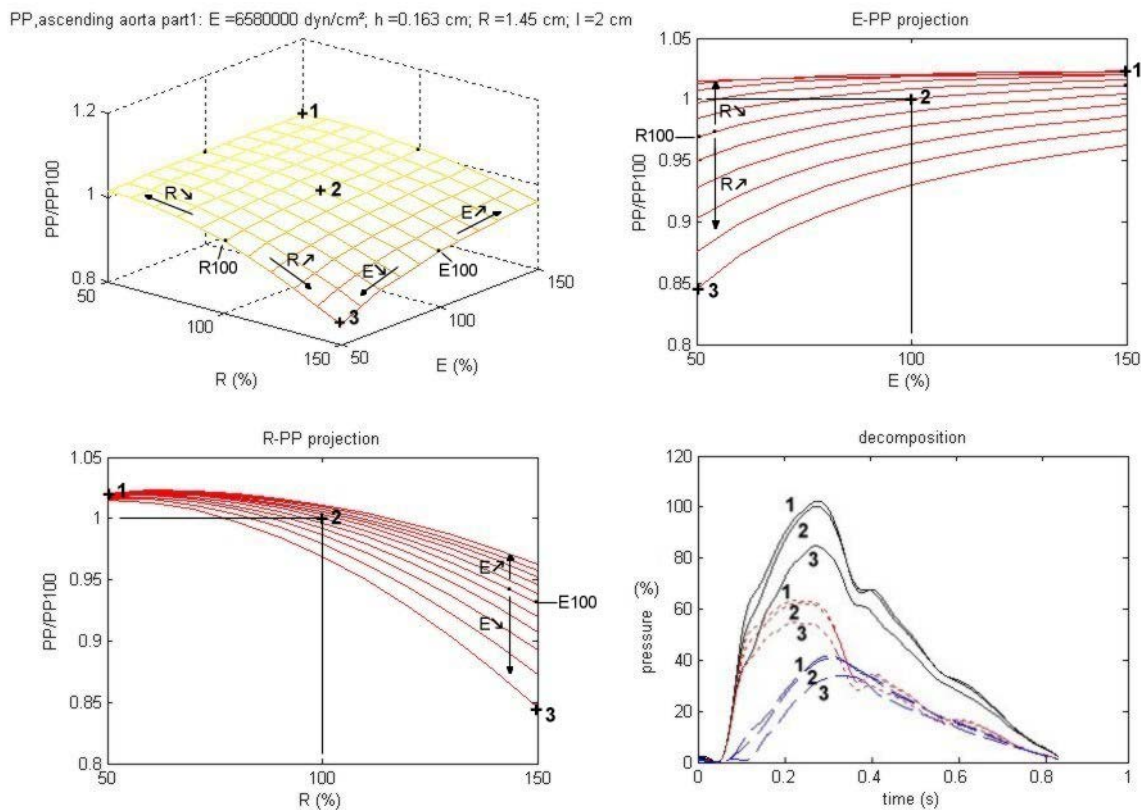 PP,ascending aorta part1: E =6580000 dyn/cm²; h =0.163 cm; R =1.45 cm; l =2 cm
1.2
1
0.8
PP/PP100
50
100
150
R (%)
50
100
150
E (%)
1
2
3
R↘
R↗
E↗
E↘
R100
E100
E-PP projection
1.05
1
0.95
0.9
0.85
0.8
PP/PP100
R100
R↘
R↗
1
2
3
50
100
150
E (%)
R-PP projection
1.05
1
0.95
0.9
0.85
0.8
PP/PP100
1
2
3
E↗
E↘
E100
50
100
150
R (%)
decomposition
120
100
80
60
40
20
0
pressure (%)
1
2
3
1
2
3
1
2
3
0
0.2
0.4
0.6
0.8
1
time (s)